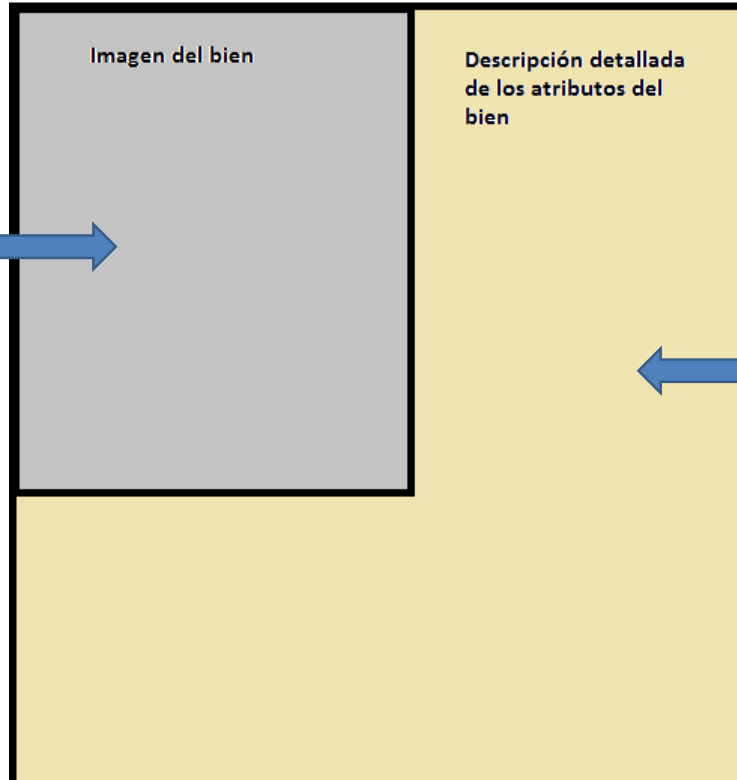 Imagen del bien
Descripción detallada
de los atributos del
bien